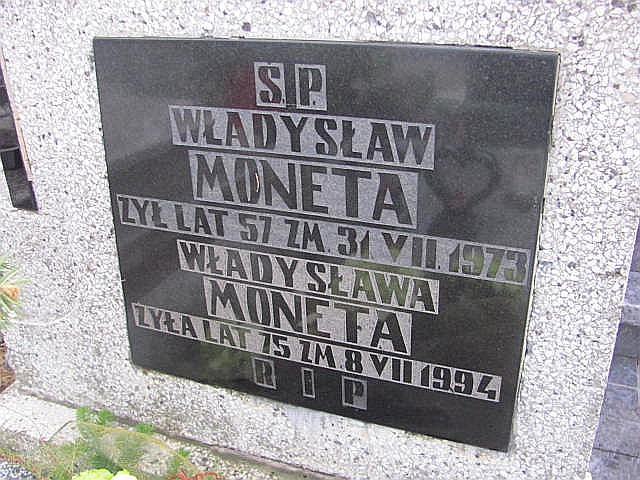 Ś.P.
WŁADYSŁAW
MONETA
ŻYŁ LAT 57 ZM. 31 VII. 1973
WŁADYSŁAWA
MONETA
ŻYŁA LAT 75 ZM. 8 VII 1994
R I P